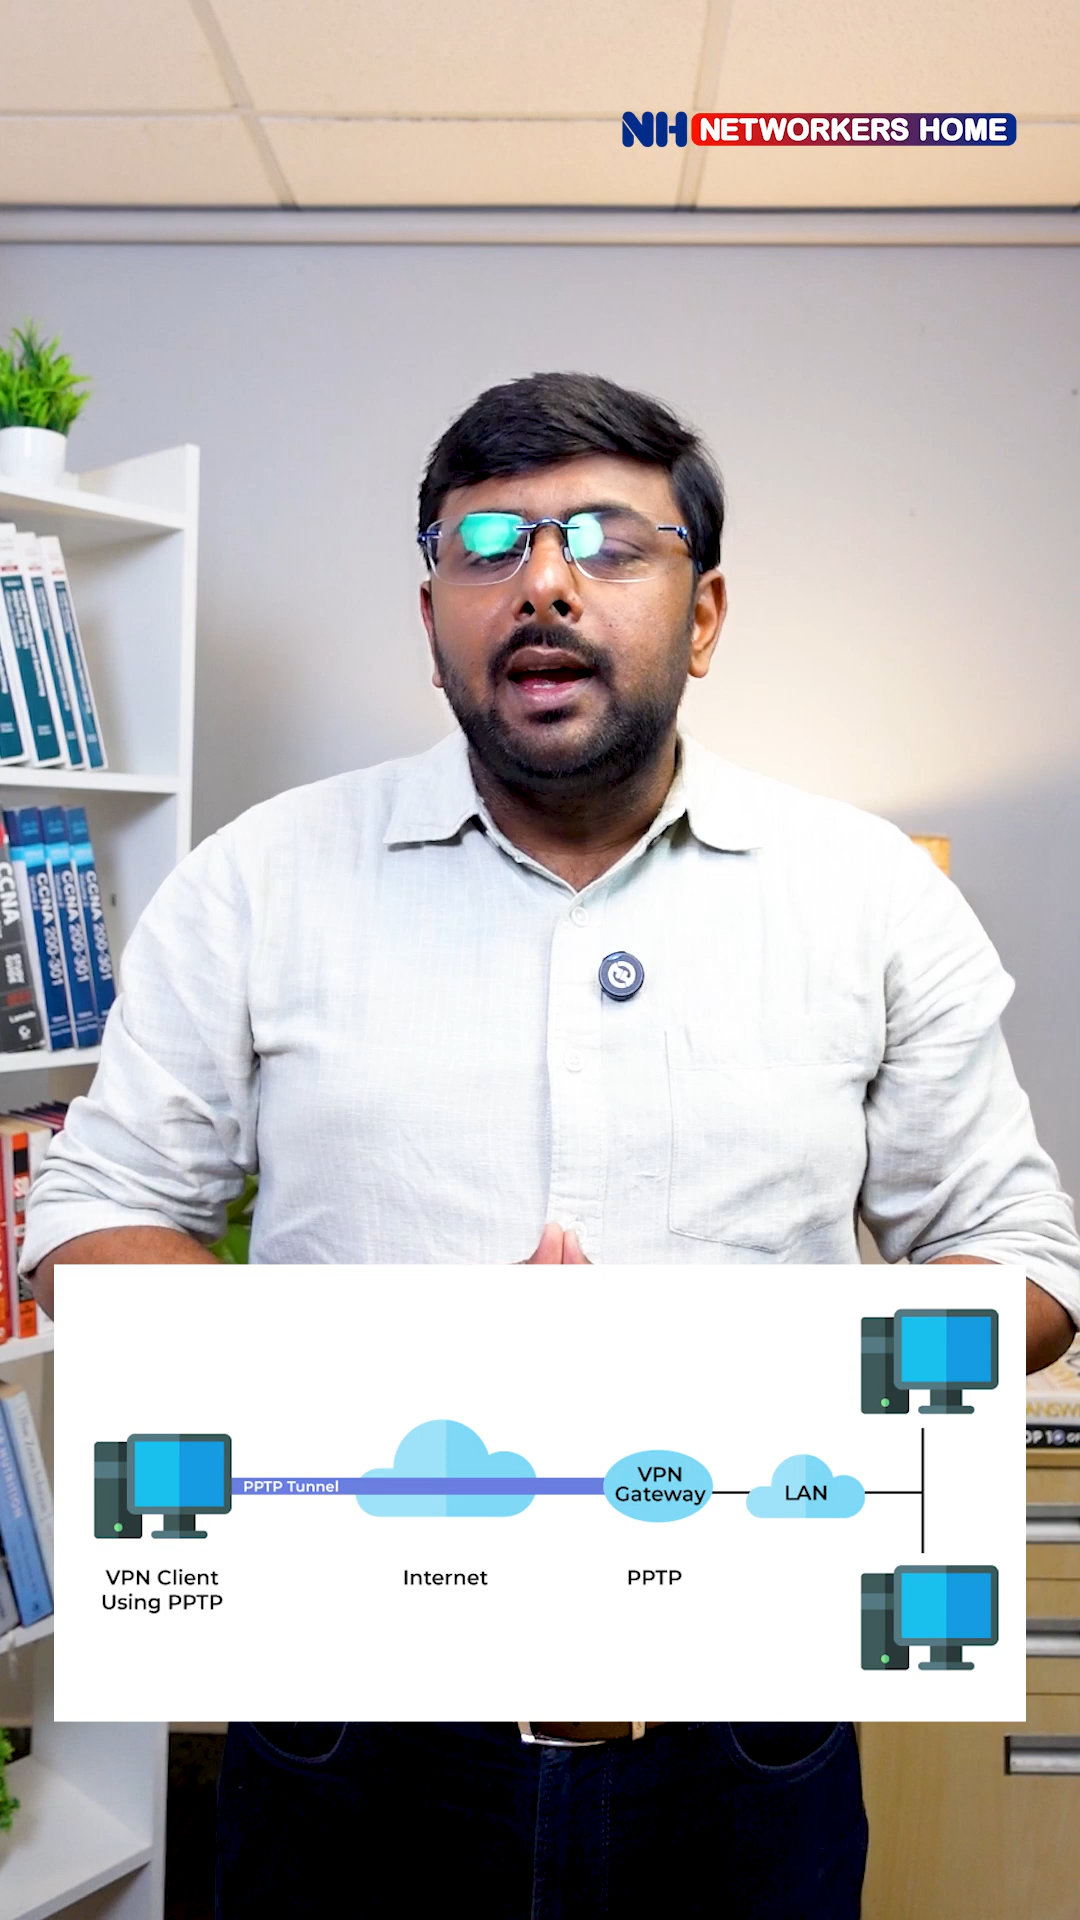 NH NETWORKERS HOME
CCNA
CCNA 200-301
CCNA 200-301
CCNA 200-301
PPTP Tunnel
VPN
Gateway
LAN
VPN Client
Using PPTP
Internet
PPTP
NUTRITION